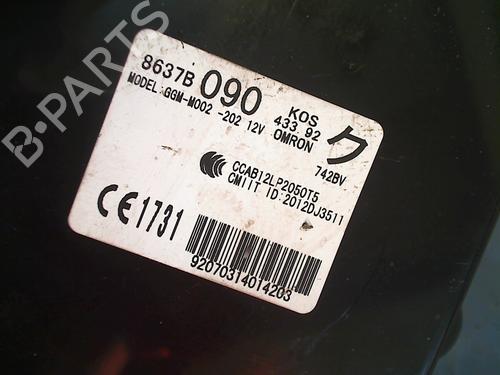 B-PARTS
8637B 090 KOS
433.92
MODEL:GGM-M002 -202 12V OMRON
ク
742BV
CCAB12LP2050T5
CMIIT ID:2012DJ3511
CE1731
92070314014203